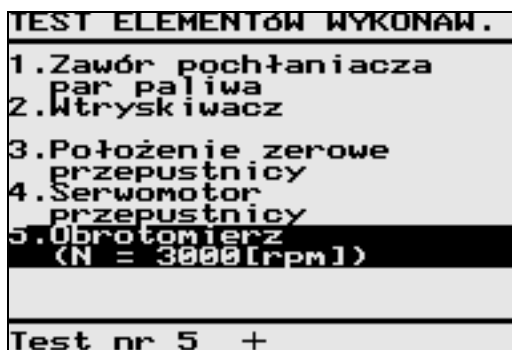 TEST ELEMENTÓW WYKONAW.
1.Zawór pochłaniacza
par paliwa
2.Wtryskiwacz
3.Położenie zerowe
przepustnicy
4.Serwomotor
przepustnicy
5.Obrotomierz
(N = 3000[rpm])
Test nr 5 +